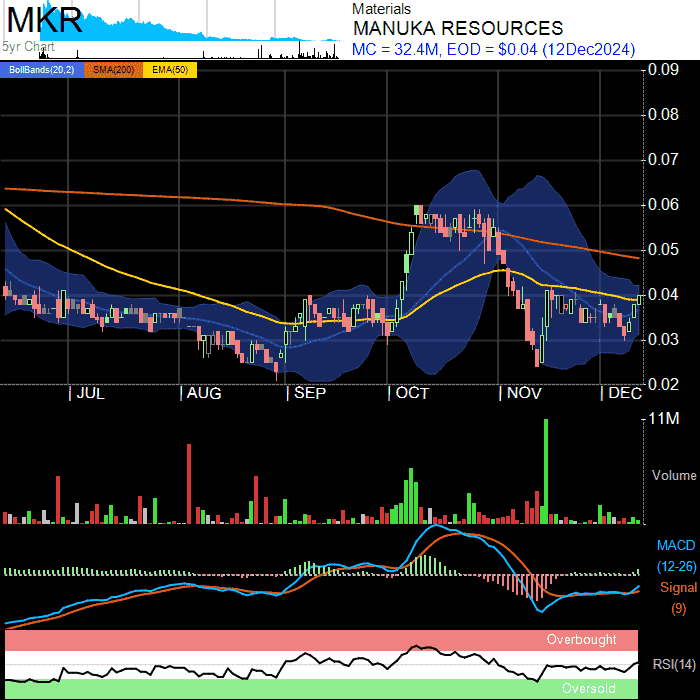 MKR
5yr Chart
Materials
MANUKA RESOURCES
MC = 32.4M, EOD = $0.04 (12Dec2024)
BollBands(20,2) SMA(200) EMA(50)
0.09
0.08
0.07
0.06
0.05
0.04
0.03
0.02
JUL AUG SEP OCT NOV DEC
11M
Volume
MACD
(12-26)
Signal
(9)
Overbought
RSI(14)
Oversold